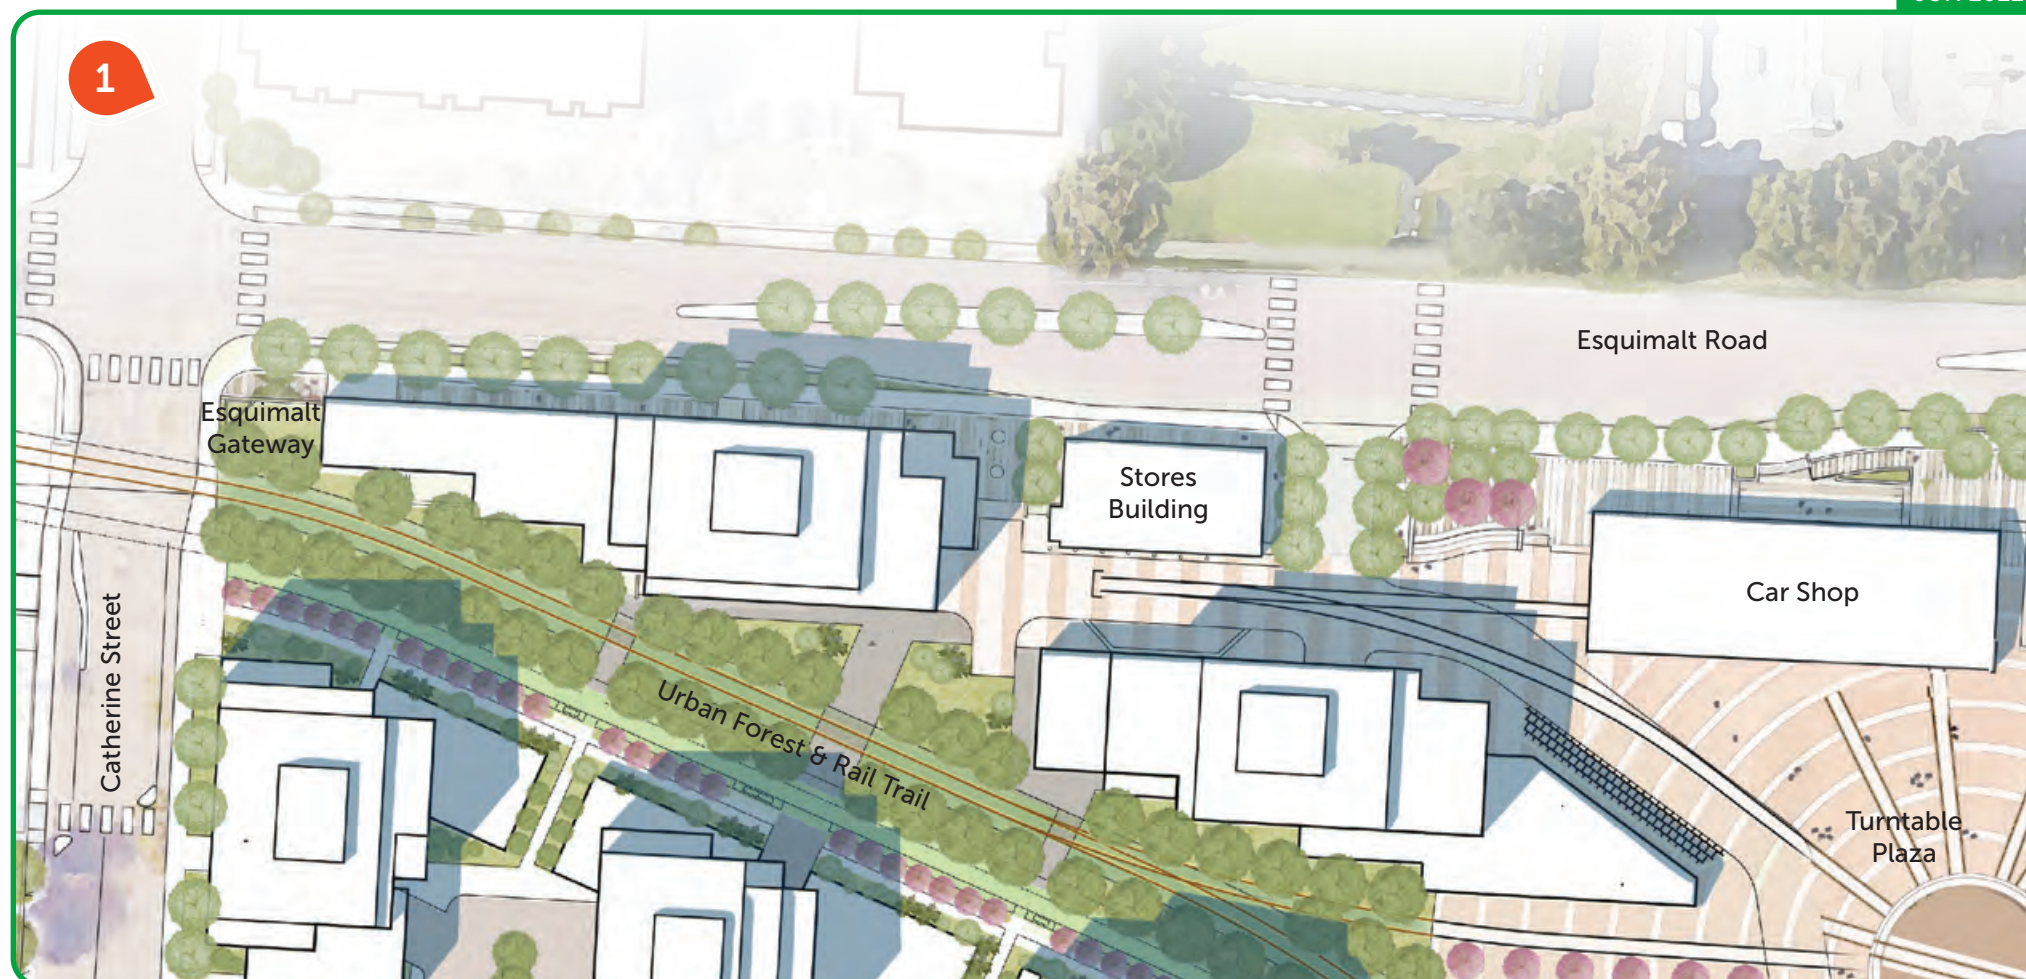 1
Esquimalt Road
Esquimalt
Gateway
Stores
Building
Car Shop
Catherine Street
Urban Forest & Rail Trail
Turntable
Plaza